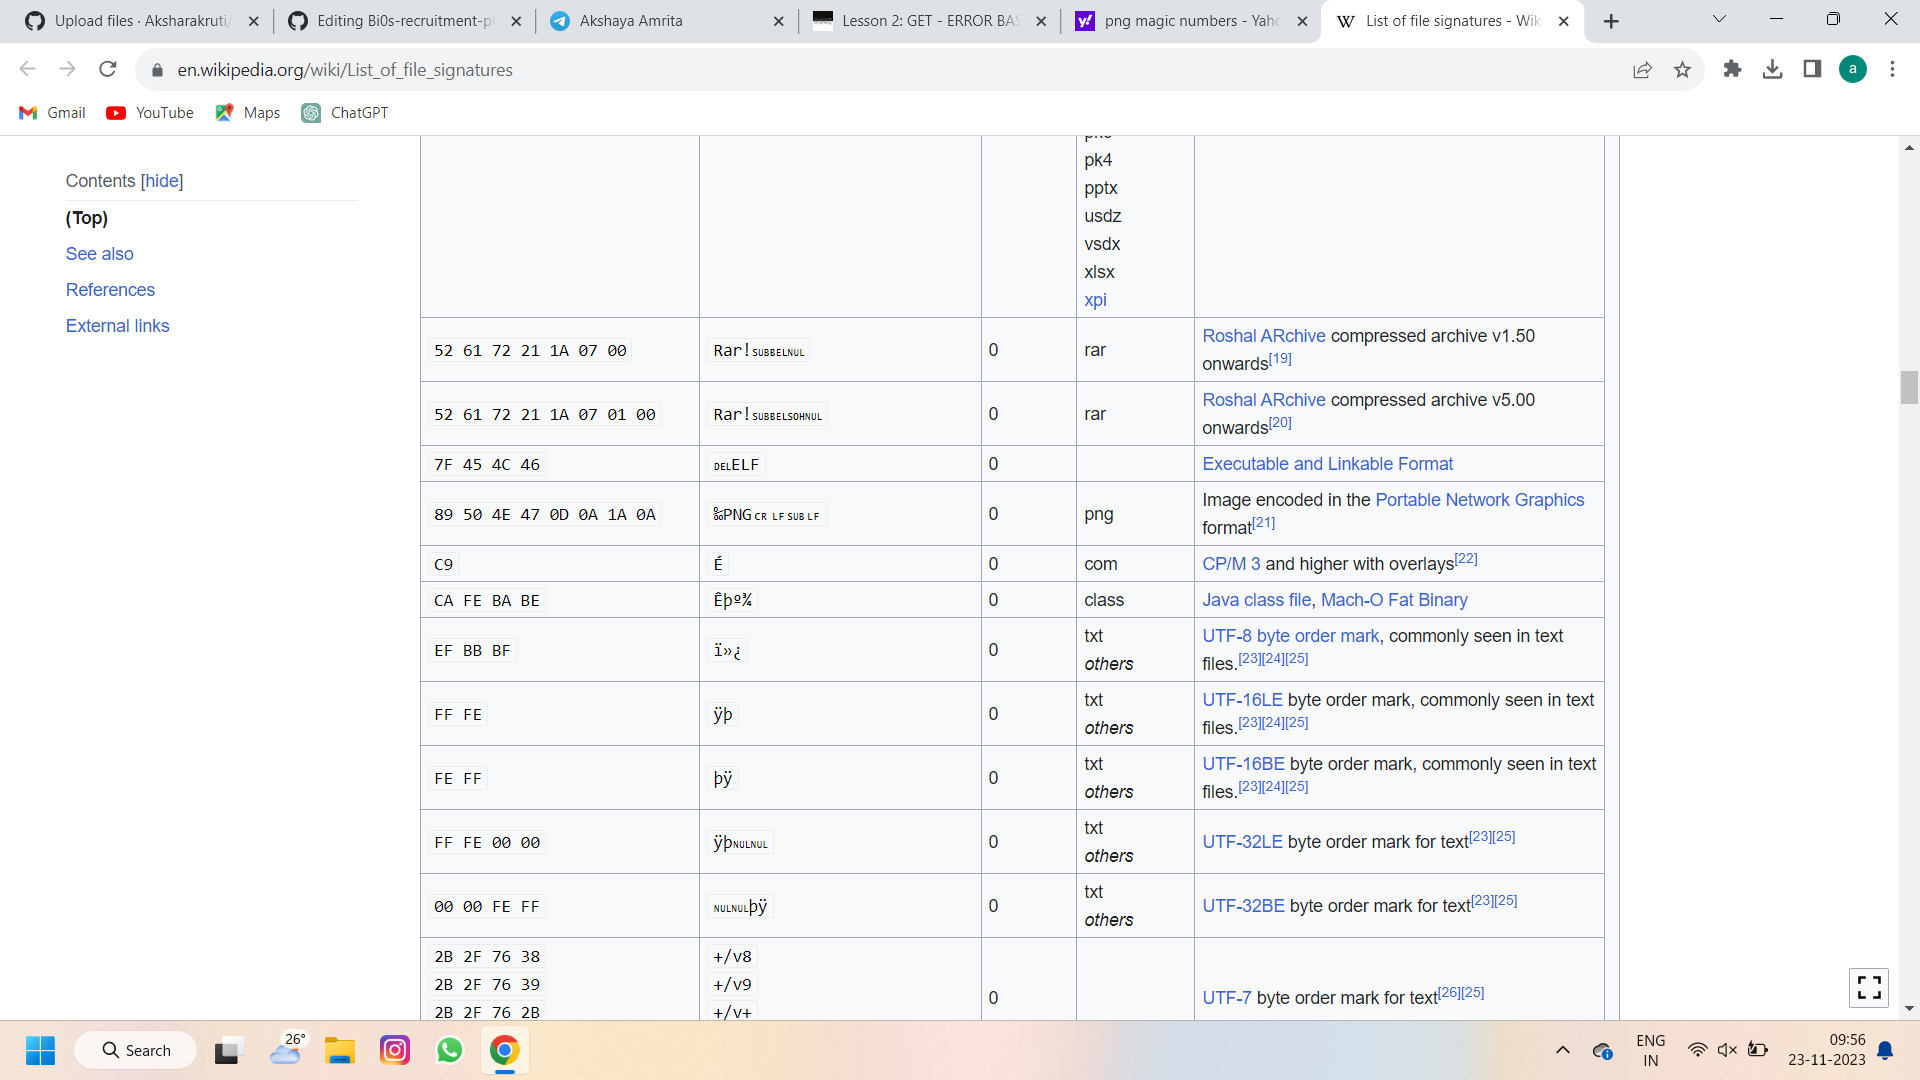 Upload files · Aksharakruti/
Editing Bi0s-recruitment-p
Akshaya Amrita
Lesson 2: GET - ERROR BAS
png magic numbers - Yaho
List of file signatures - Wik
en.wikipedia.org/wiki/List_of_file_signatures
a
Gmail
YouTube
Maps
ChatGPT
Contents [hide]
(Top)
See also
References
External links
pk4
pptx
usdz
vsdx
xlsx
xpi
52 61 72 21 1A 07 00 Rar!SUBBELNUL 0 rar Roshal ARchive compressed archive v1.50
onwards[19]
52 61 72 21 1A 07 01 00 Rar!SUBBELSOHNUL 0 rar Roshal ARchive compressed archive v5.00
onwards[20]
7F 45 4C 46 DELELF 0 Executable and Linkable Format
89 50 4E 47 0D 0A 1A 0A ‰PNGCR LFSUBLF 0 png Image encoded in the Portable Network Graphics
format[21]
C9 É 0 com CP/M 3 and higher with overlays[22]
CA FE BA BE Êþº¾ 0 class Java class file, Mach-O Fat Binary
EF BB BF ï»¿ 0 txt
others UTF-8 byte order mark, commonly seen in text
files.[23][24][25]
FF FE ÿþ 0 txt
others UTF-16LE byte order mark, commonly seen in text
files.[23][24][25]
FE FF þÿ 0 txt
others UTF-16BE byte order mark, commonly seen in text
files.[23][24][25]
FF FE 00 00 ÿþNULNUL 0 txt
others UTF-32LE byte order mark for text[23][25]
00 00 FE FF NULNULþÿ 0 txt
others UTF-32BE byte order mark for text[23][25]
2B 2F 76 38 +/v8
2B 2F 76 39 +/v9
2B 2F 76 2B +/v+
0 UTF-7 byte order mark for text[26][25]
Search
26°
ENG
IN
09:56
23-11-2023